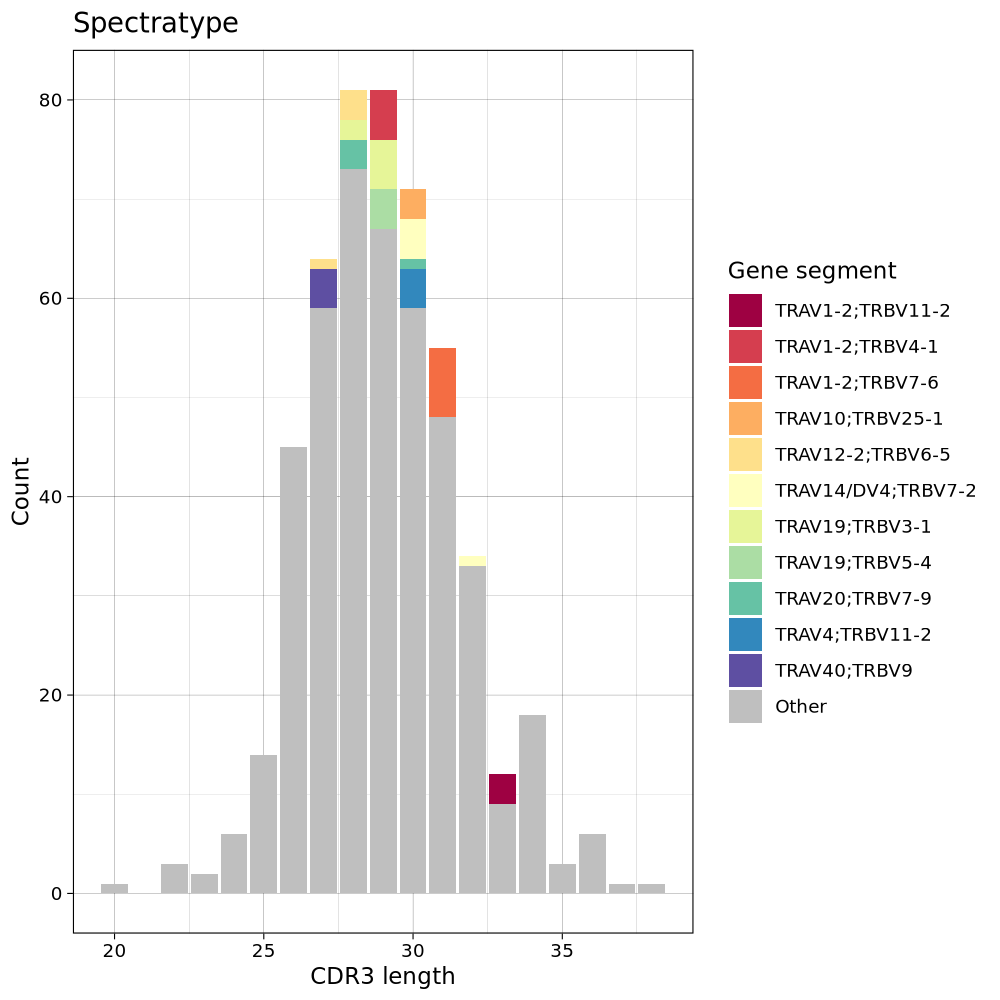 Spectratype
80
60
40
20
0
Count
20
25
30
35
CDR3 length
Gene segment
TRAV1-2;TRBV11-2
TRAV1-2;TRBV4-1
TRAV1-2;TRBV7-6
TRAV10;TRBV25-1
TRAV12-2;TRBV6-5
TRAV14/DV4;TRBV7-2
TRAV19;TRBV3-1
TRAV19;TRBV5-4
TRAV20;TRBV7-9
TRAV4;TRBV11-2
TRAV40;TRBV9
Other